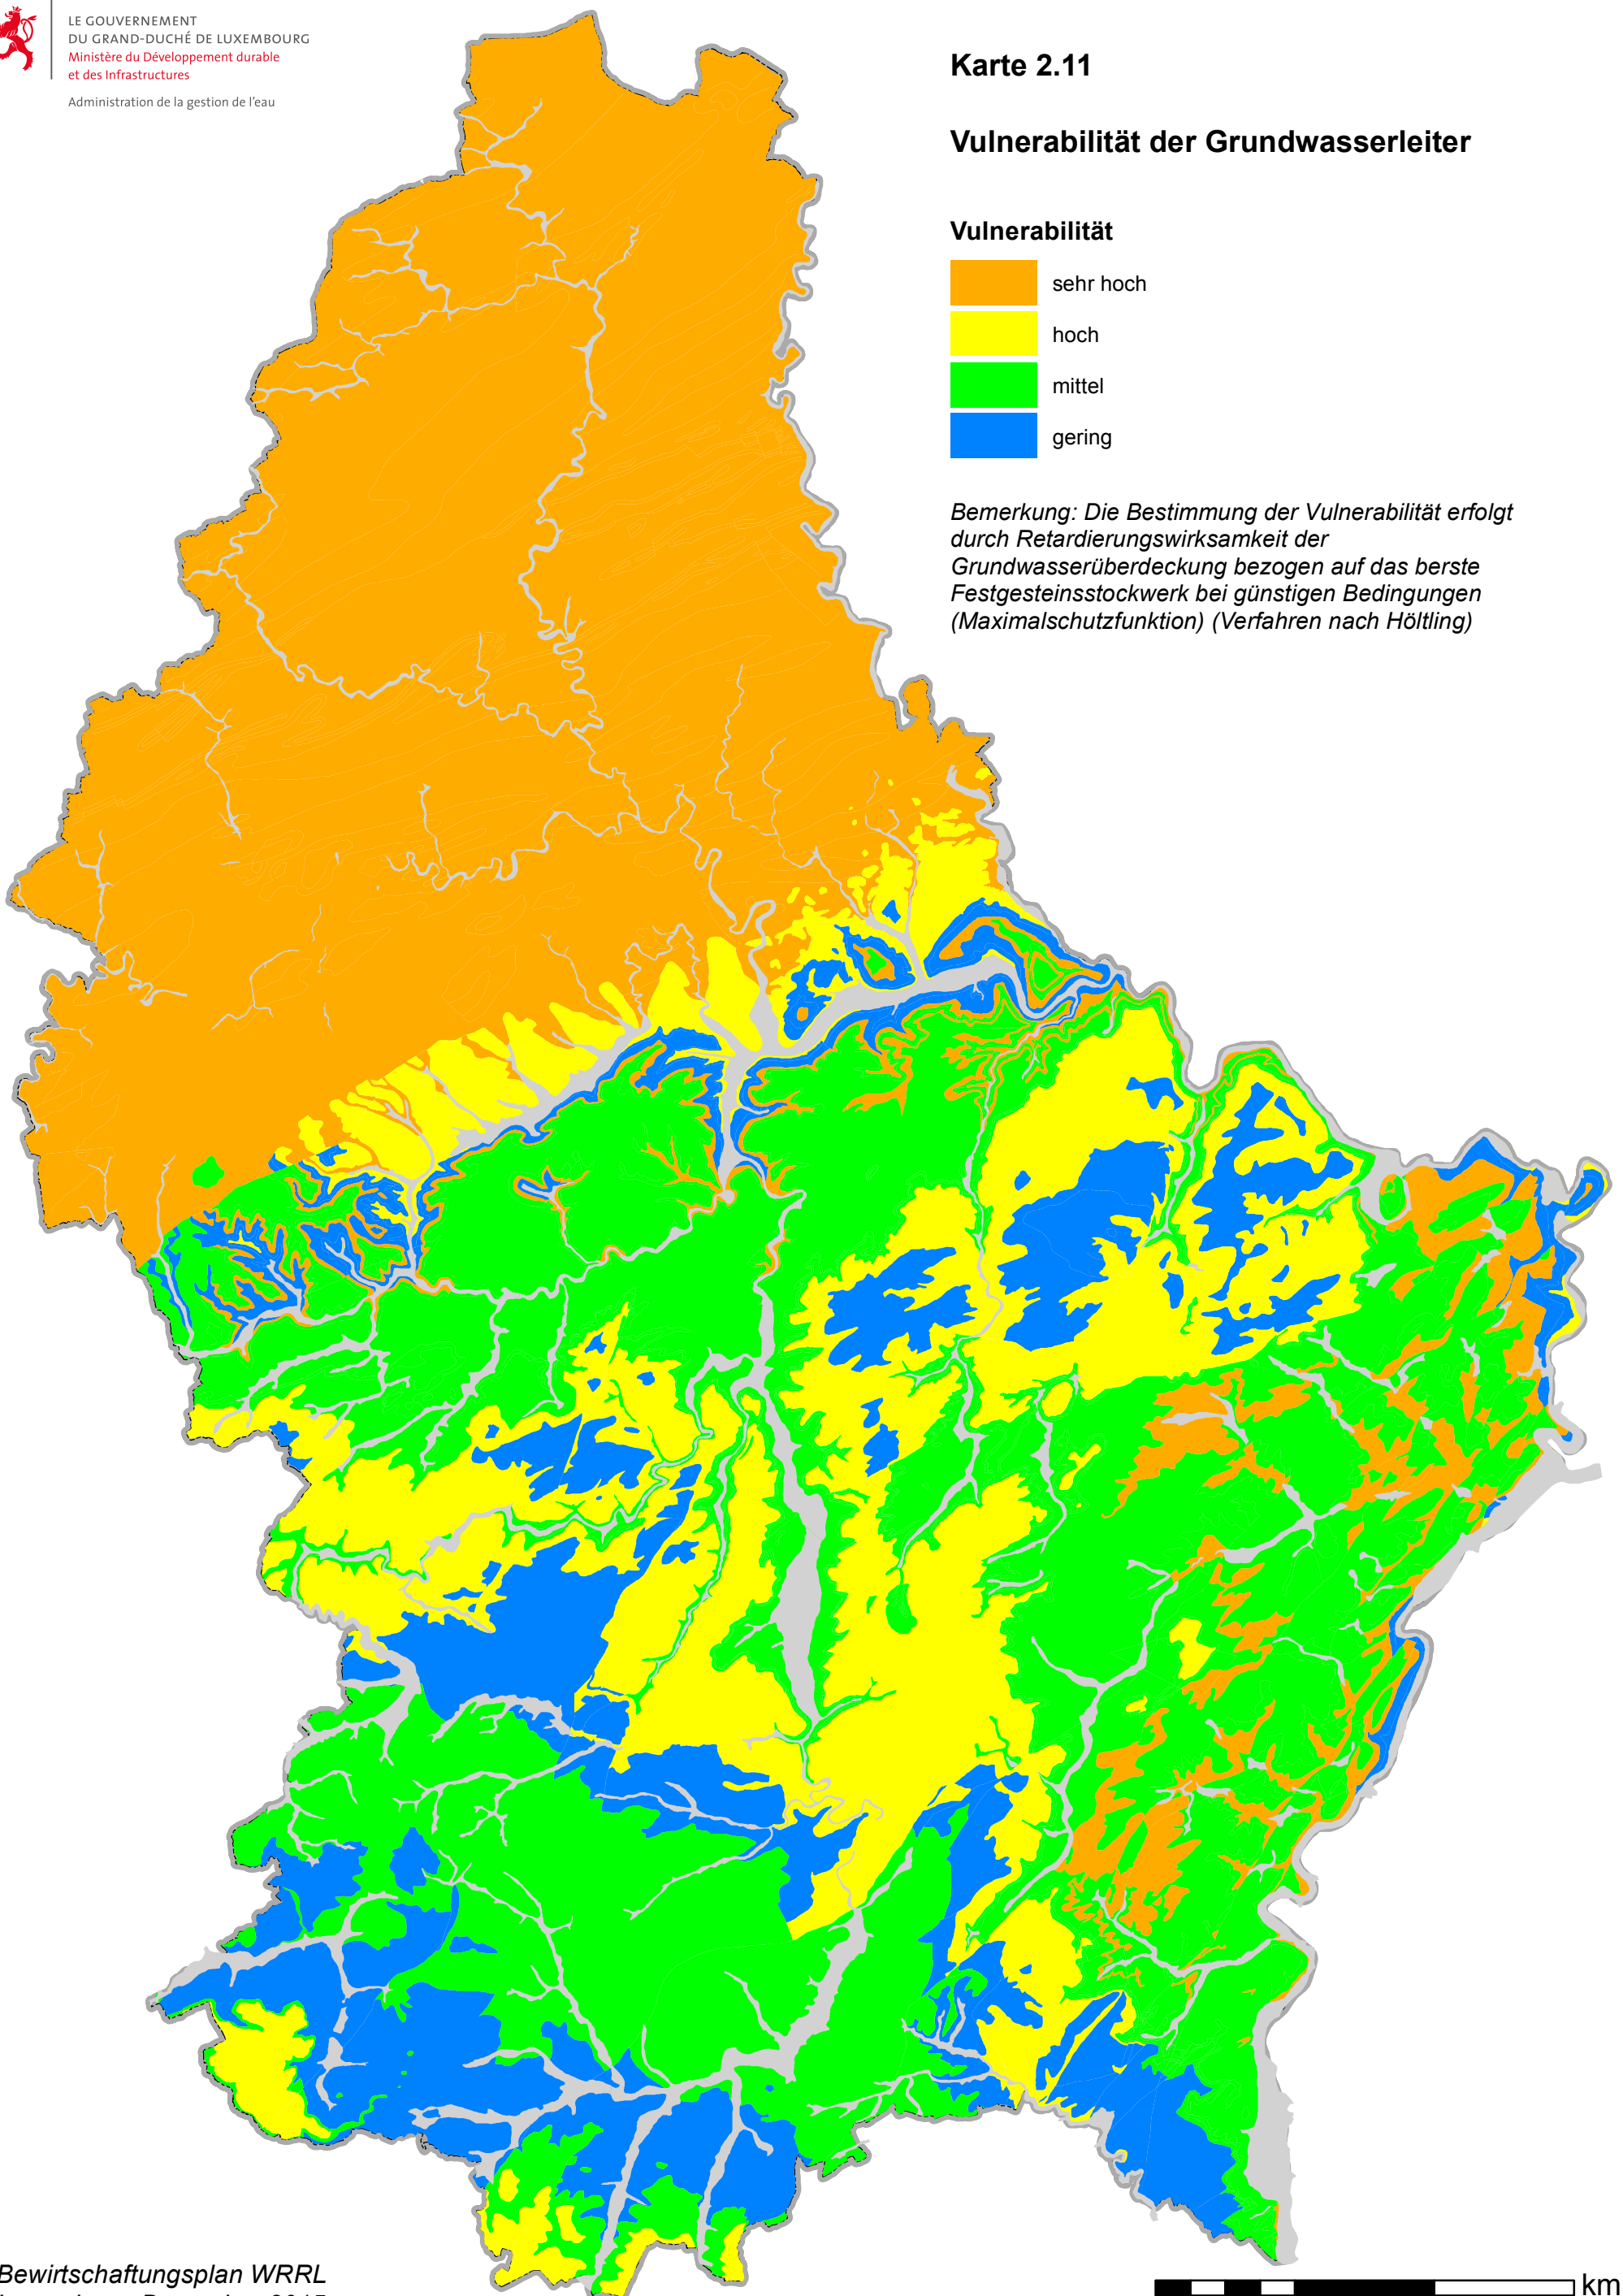 LE GOUVERNEMENT
DU GRAND-DUCHÉ DE LUXEMBOURG
Ministère du Développement durable
et des Infrastructures
Administration de la gestion de l'eau
Karte 2.11
Vulnerabilität der Grundwasserleiter
Vulnerabilität
sehr hoch
hoch
mittel
gering
Bemerkung: Die Bestimmung der Vulnerabilität erfolgt
durch Retardierungswirksamkeit der
Grundwasserüberdeckung bezogen auf das berste
Festgesteinsstockwerk bei günstigen Bedingungen
(Maximalschutzfunktion) (Verfahren nach Höltling)
Bewirtschaftungsplan WRRL
km